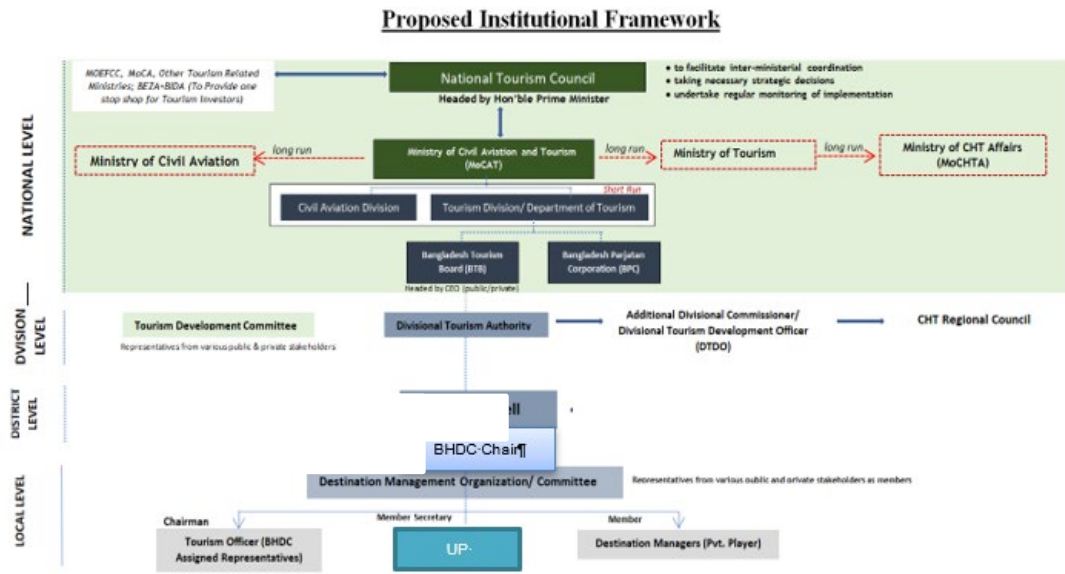 Proposed Institutional Framework
MOEFCC, MoCA, Other Tourism Related
Ministries; BEZA+BIDA (To Provide one
stop shop for Tourism Investors)
National Tourism Council
Headed by Hon'ble Prime Minister
• to facilitate inter-ministerial coordination
• taking necessary strategic decisions
• undertake regular monitoring of implementation
NATIONAL LEVEL
Ministry of Civil Aviation
long run
Ministry of Civil Aviation and Tourism
(MoCAT)
long run
Ministry of Tourism
long run
Ministry of CHT Affairs
(MoCHTA)
Short Run
Civil Aviation Division
Tourism Division/ Department of Tourism
Bangladesh Tourism
Board (BTB)
Bangladesh Parjatan
Corporation (BPC)
Headed by CEO (public/private)
DVISION
LEVEL
Tourism Development Committee
Representatives from various public & private stakeholders
Divisional Tourism Authority
Additional Divisional Commissioner/
Divisional Tourism Development Officer
(DTDO)
CHT Regional Council
DISTRICT
LEVEL
ell
BHDC·Chair¶
LOCAL LEVEL
Destination Management Organization/ Committee
Representatives from various public and private stakeholders as members
Chairman
Member Secretary
Member
Tourism Officer (BHDC
Assigned Representatives)
UP·
Destination Managers (Pvt. Player)